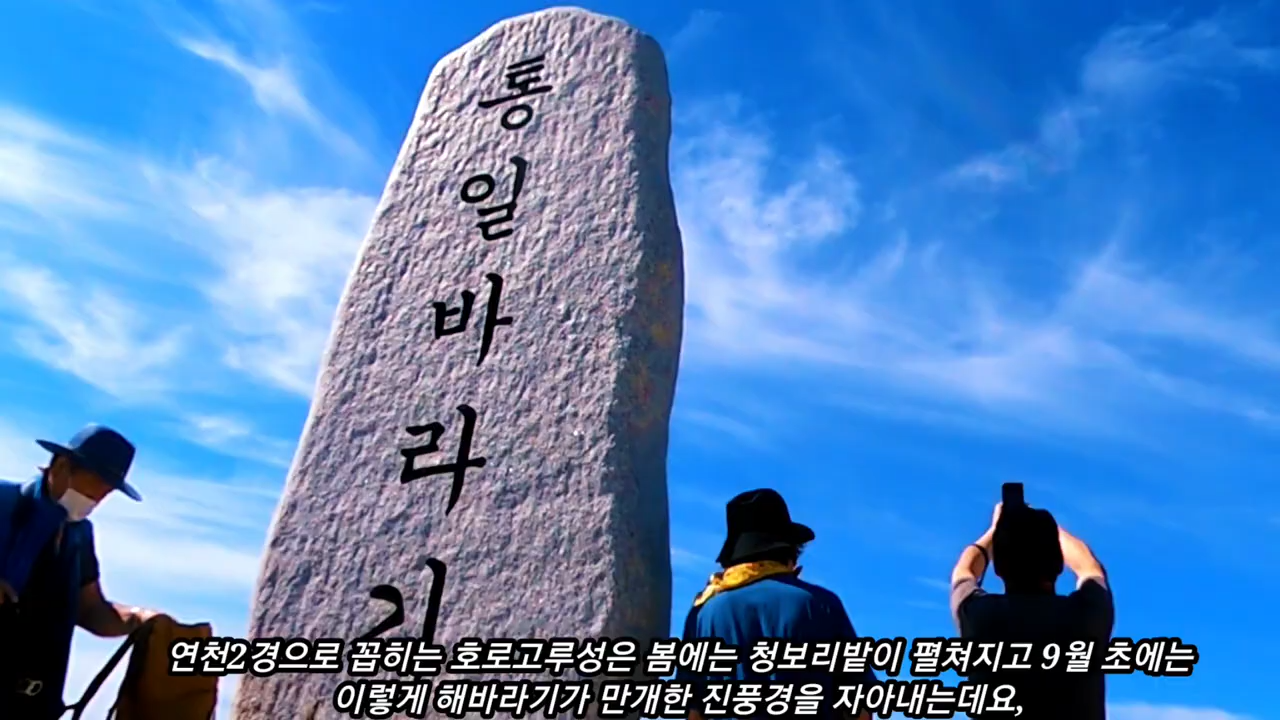 통일바라기
연천2경으로 꼽히는 호로고루성은 봄에는 청보리밭이 펼쳐지고 9월 초에는
이렇게 해바라기가 만개한 진풍경을 자아내는데요,